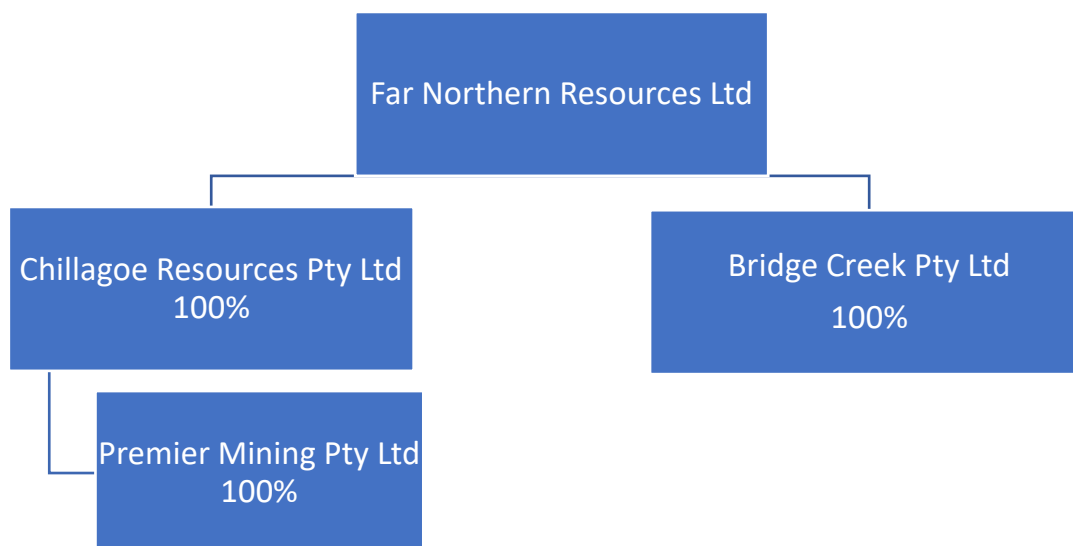 Far Northern Resources Ltd
Chillagoe Resources Pty Ltd
100%
Bridge Creek Pty Ltd
100%
Premier Mining Pty Ltd
100%